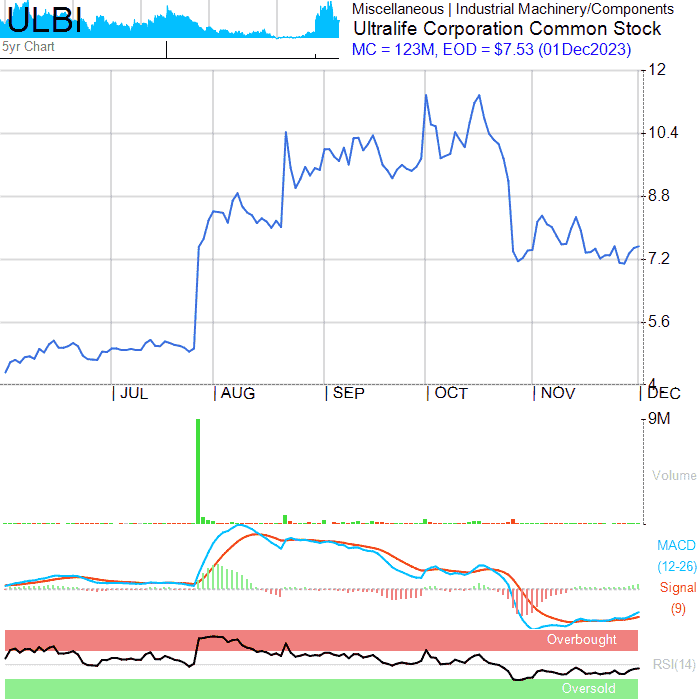 ULBI
5yr Chart
Miscellaneous | Industrial Machinery/Components
Ultralife Corporation Common Stock
MC = 123M, EOD = $7.53 (01Dec2023)
12
10.4
8.8
7.2
5.6
4
JUL AUG SEP OCT NOV DEC
9M
Volume
MACD
(12-26)
Signal
(9)
Overbought
RSI(14)
Oversold